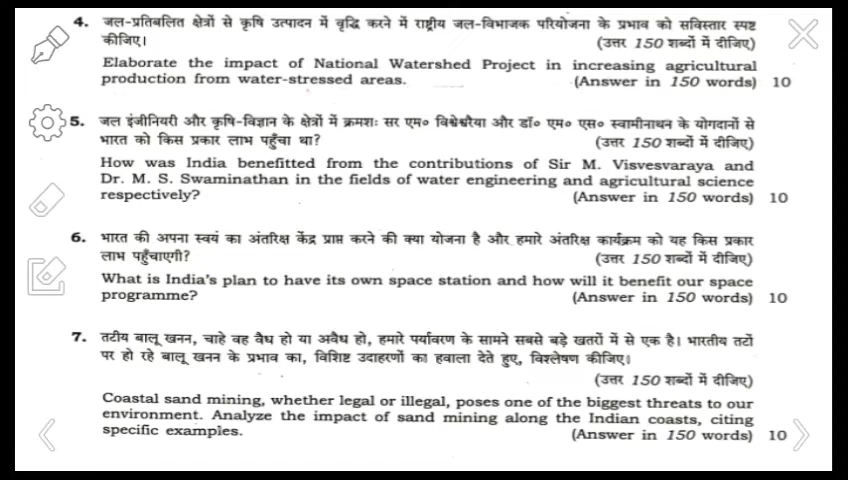 4. जल-प्रतिबलित क्षेत्रों से कृषि उत्पादन में वृद्धि करने में राष्ट्रीय जल-विभाजक परियोजना के प्रभाव को सविस्तार स्पष्ट
कीजिए। (उत्तर 150 शब्दों में दीजिए)
Elaborate the impact of National Watershed Project in increasing agricultural
production from water-stressed areas. (Answer in 150 words) 10
5. जल इंजीनियरी और कृषि-विज्ञान के क्षेत्रों में क्रमशः सर एम० विश्वेश्वरैया और डॉ० एम० एस० स्वामीनाथन के योगदानों से
भारत को किस प्रकार लाभ पहुँचा था? (उत्तर 150 शब्दों में दीजिए)
How was India benefitted from the contributions of Sir M. Visvesvaraya and
Dr. M. S. Swaminathan in the fields of water engineering and agricultural science
respectively? (Answer in 150 words) 10
6. भारत की अपना स्वयं का अंतरिक्ष केंद्र प्राप्त करने की क्या योजना है और हमारे अंतरिक्ष कार्यक्रम को यह किस प्रकार
लाभ पहुँचाएगी? (उत्तर 150 शब्दों में दीजिए)
What is India's plan to have its own space station and how will it benefit our space
programme? (Answer in 150 words) 10
7. तटीय बालू खनन, चाहे वह वैध हो या अवैध हो, हमारे पर्यावरण के सामने सबसे बड़े खतरों में से एक है। भारतीय तटों
पर हो रहे बालू खनन के प्रभाव का, विशिष्ट उदाहरणों का हवाला देते हुए, विश्लेषण कीजिए।
(उत्तर 150 शब्दों में दीजिए)
Coastal sand mining, whether legal or illegal, poses one of the biggest threats to our
environment. Analyze the impact of sand mining along the Indian coasts, citing
specific examples. (Answer in 150 words) 10